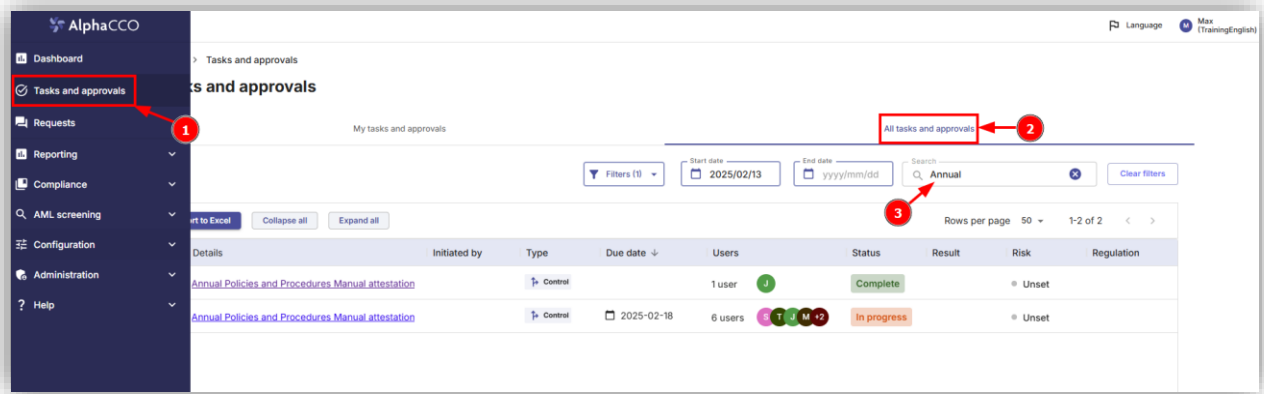 AlphaCCO
Language
M
Max
(TrainingEnglish)
Dashboard
Tasks and approvals
Requests
Reporting
Compliance
AML screening
Configuration
Administration
? Help
1
> Tasks and approvals
ks and approvals
My tasks and approvals
All tasks and approvals
2
Filters (1)
Start date
2025/02/13
End date
yyyy/mm/dd
Search
Annual
Clear filters
3
rt to Excel
Collapse all
Expand all
Rows per page 50
1-2 of 2 < >
Details Initiated by Type Due date ↓ Users Status Result Risk Regulation
Annual Policies and Procedures Manual attestation Control 1 user J Complete Unset
Annual Policies and Procedures Manual attestation Control 2025-02-18 6 users S T J M +2 In progress Unset